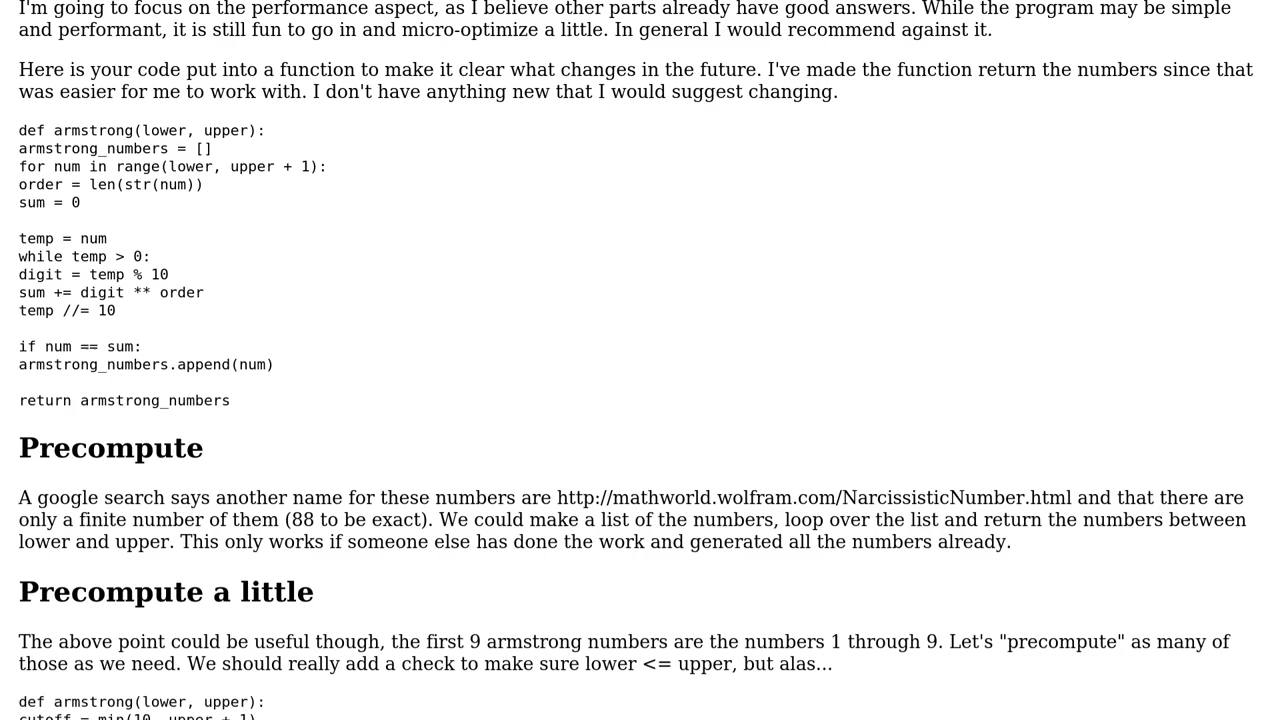 I'm going to focus on the performance aspect, as I believe other parts already have good answers. While the program may be simple
and performant, it is still fun to go in and micro-optimize a little. In general I would recommend against it.
Here is your code put into a function to make it clear what changes in the future. I've made the function return the numbers since that
was easier for me to work with. I don't have anything new that I would suggest changing.
def armstrong(lower, upper):
armstrong_numbers = []
for num in range(lower, upper + 1):
order = len(str(num))
sum = 0
temp = num
while temp > 0:
digit = temp % 10
sum += digit ** order
temp //= 10
if num == sum:
armstrong_numbers.append(num)
return armstrong_numbers
Precompute
A google search says another name for these numbers are http://mathworld.wolfram.com/NarcissisticNumber.html and that there are
only a finite number of them (88 to be exact). We could make a list of the numbers, loop over the list and return the numbers between
lower and upper. This only works if someone else has done the work and generated all the numbers already.
Precompute a little
The above point could be useful though, the first 9 armstrong numbers are the numbers 1 through 9. Let's "precompute" as many of
those as we need. We should really add a check to make sure lower <= upper, but alas...
def armstrong(lower, upper):
cutoff = min(10, upper + 1)